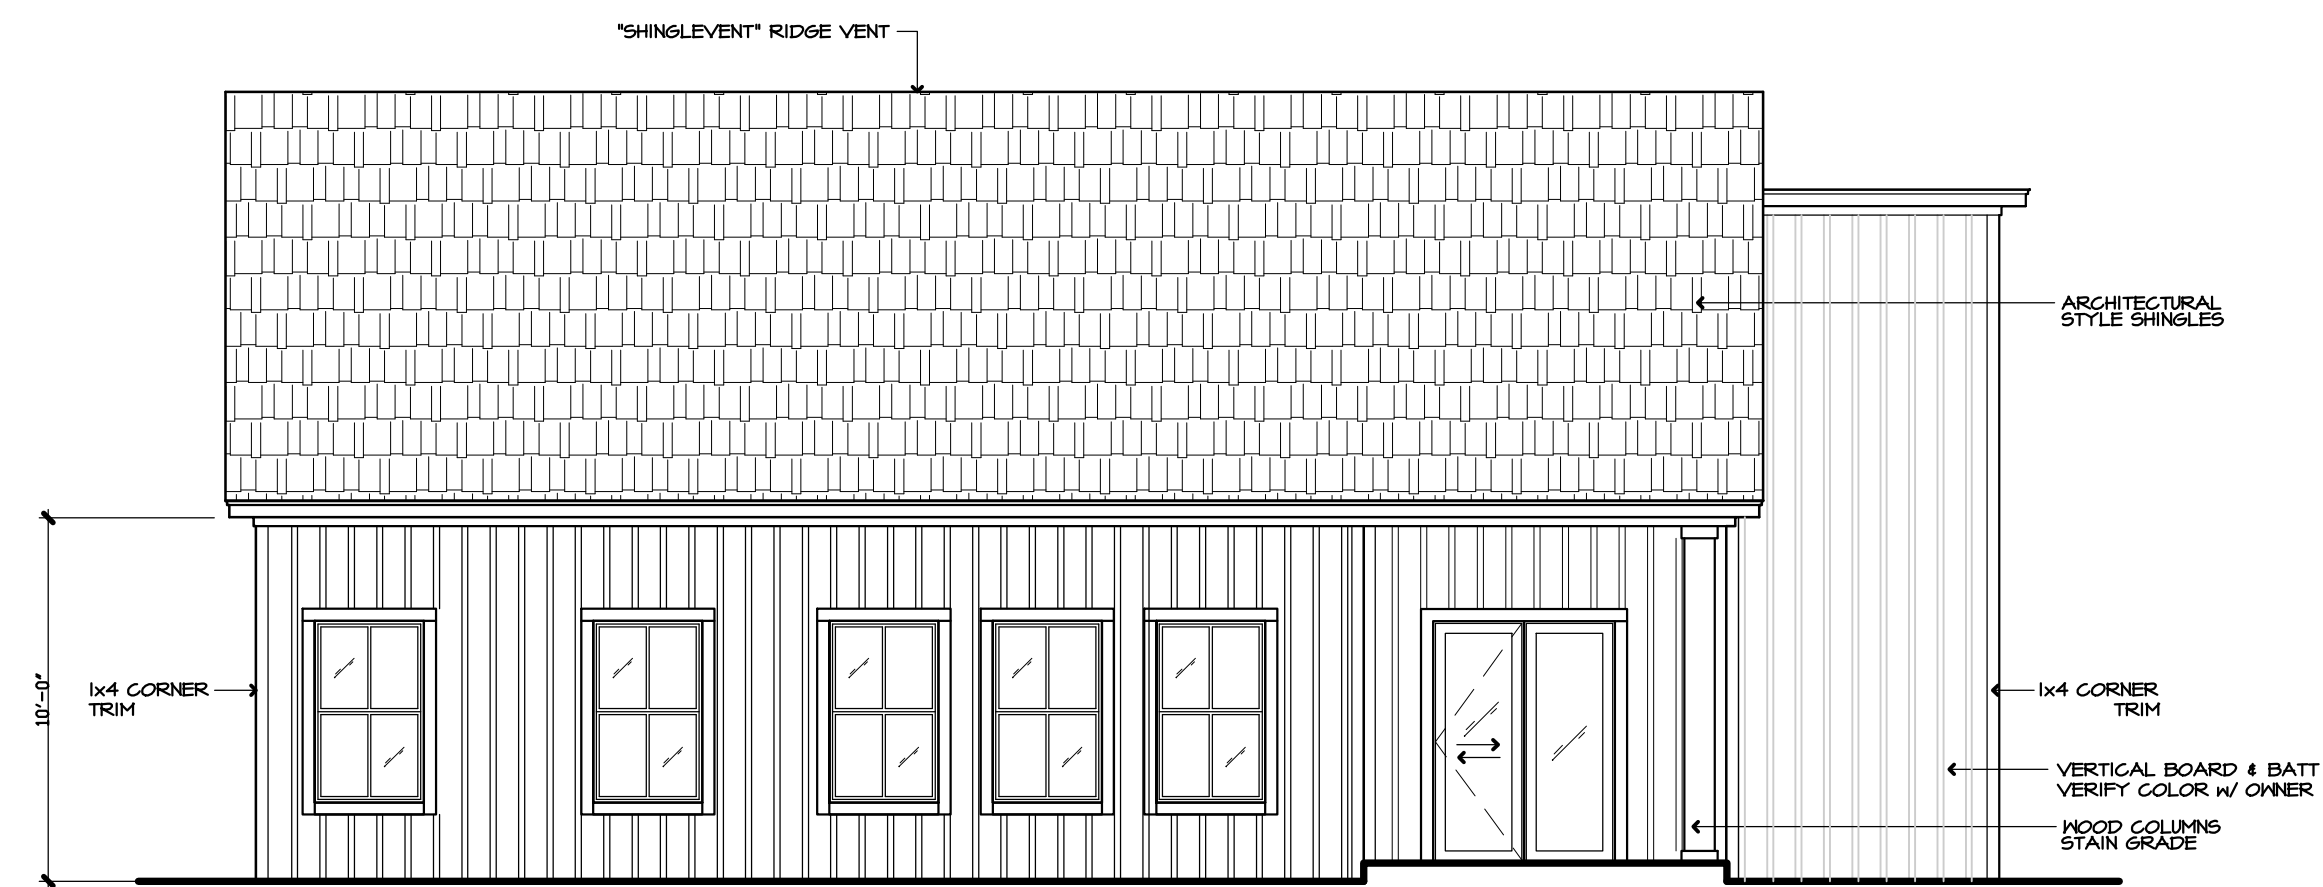 "SHINGLEVENT" RIDGE VENT
ARCHITECTURAL
STYLE SHINGLES
10'-0"
1x4 CORNER
TRIM
1x4 CORNER
TRIM
VERTICAL BOARD & BATT
VERIFY COLOR w/ OWNER
WOOD COLUMNS
STAIN GRADE